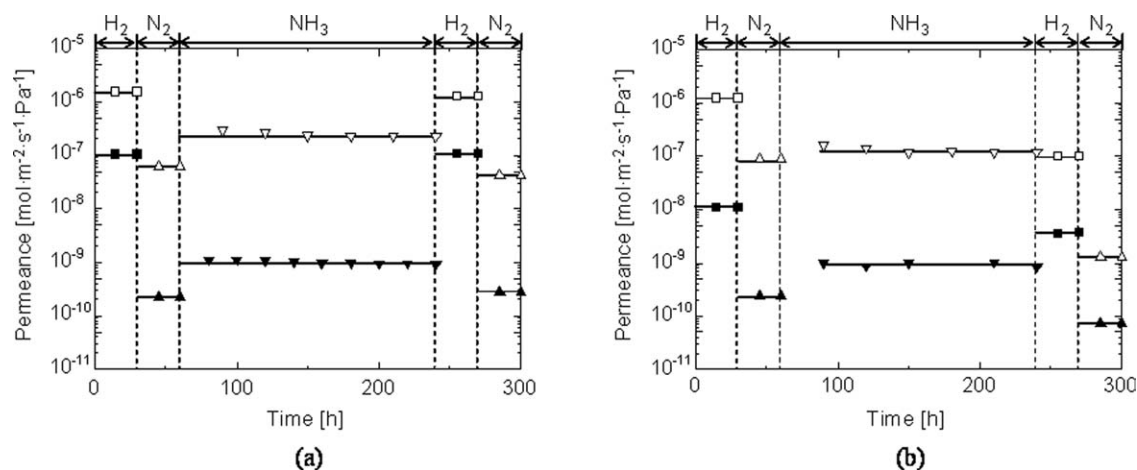 H₂ N₂ NH₃ H₂ N₂
10⁻⁵
10⁻⁶
10⁻⁷
10⁻⁸
10⁻⁹
10⁻¹⁰
10⁻¹¹
Permeance [mol·m⁻²·s⁻¹·Pa⁻¹]
0 100 200 300
Time [h]
(a)
H₂ N₂ NH₃ H₂ N₂
10⁻⁵
10⁻⁶
10⁻⁷
10⁻⁸
10⁻⁹
10⁻¹⁰
10⁻¹¹
Permeance [mol·m⁻²·s⁻¹·Pa⁻¹]
0 100 200 300
Time [h]
(b)